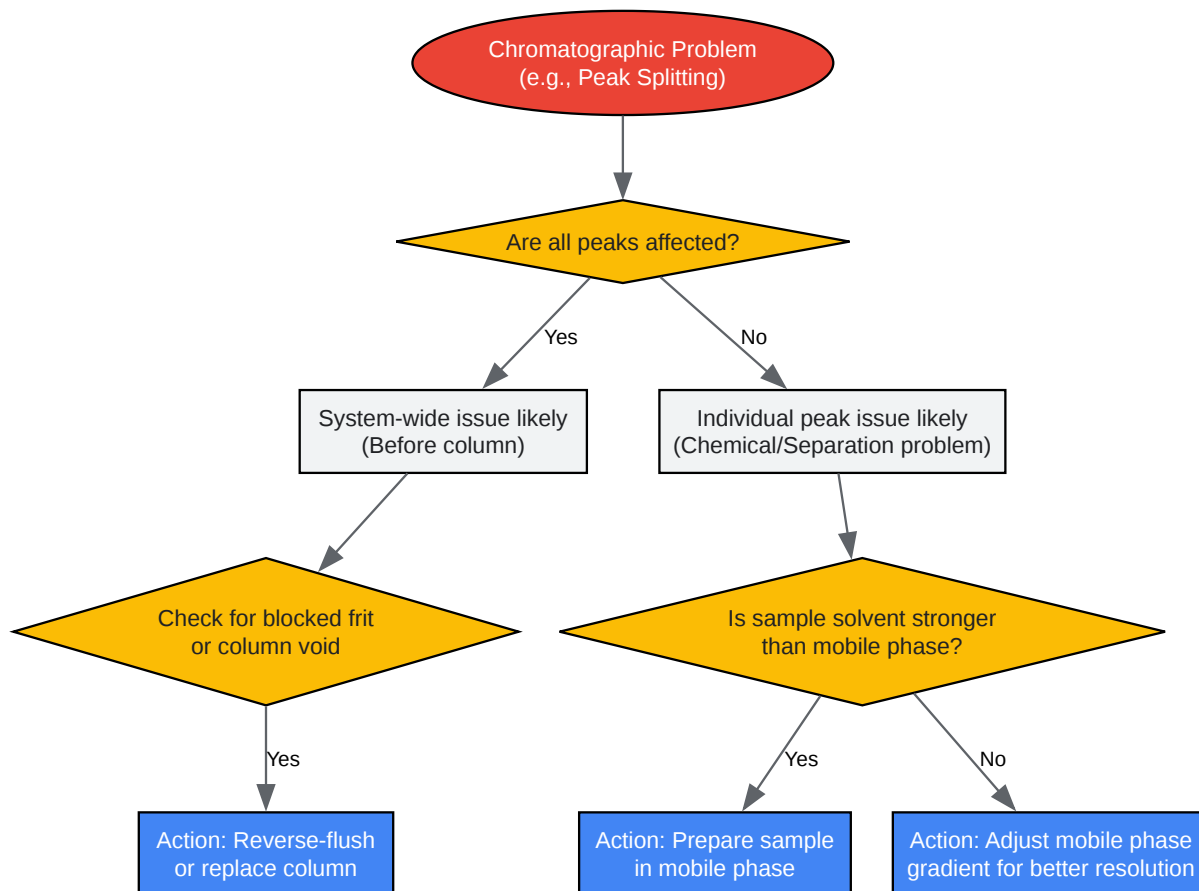 Chromatographic Problem
(e.g., Peak Splitting)
Are all peaks affected?
Yes
No
System-wide issue likely
(Before column)
Individual peak issue likely
(Chemical/Separation problem)
Check for blocked frit
or column void
Is sample solvent stronger
than mobile phase?
Yes
Yes
No
Action: Reverse-flush
or replace column
Action: Prepare sample
in mobile phase
Action: Adjust mobile phase
gradient for better resolution